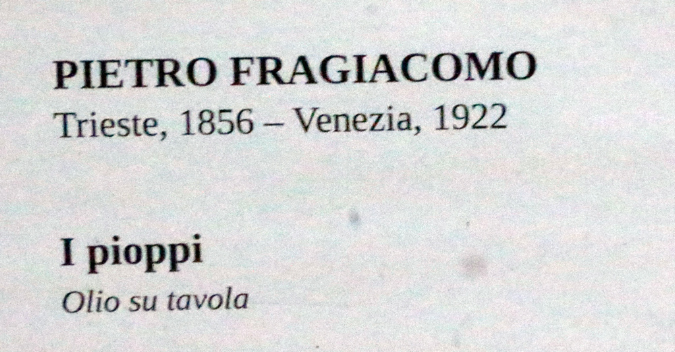 PIETRO FRAGIACOMO
Trieste, 1856 – Venezia, 1922
I pioppi
Olio su tavola